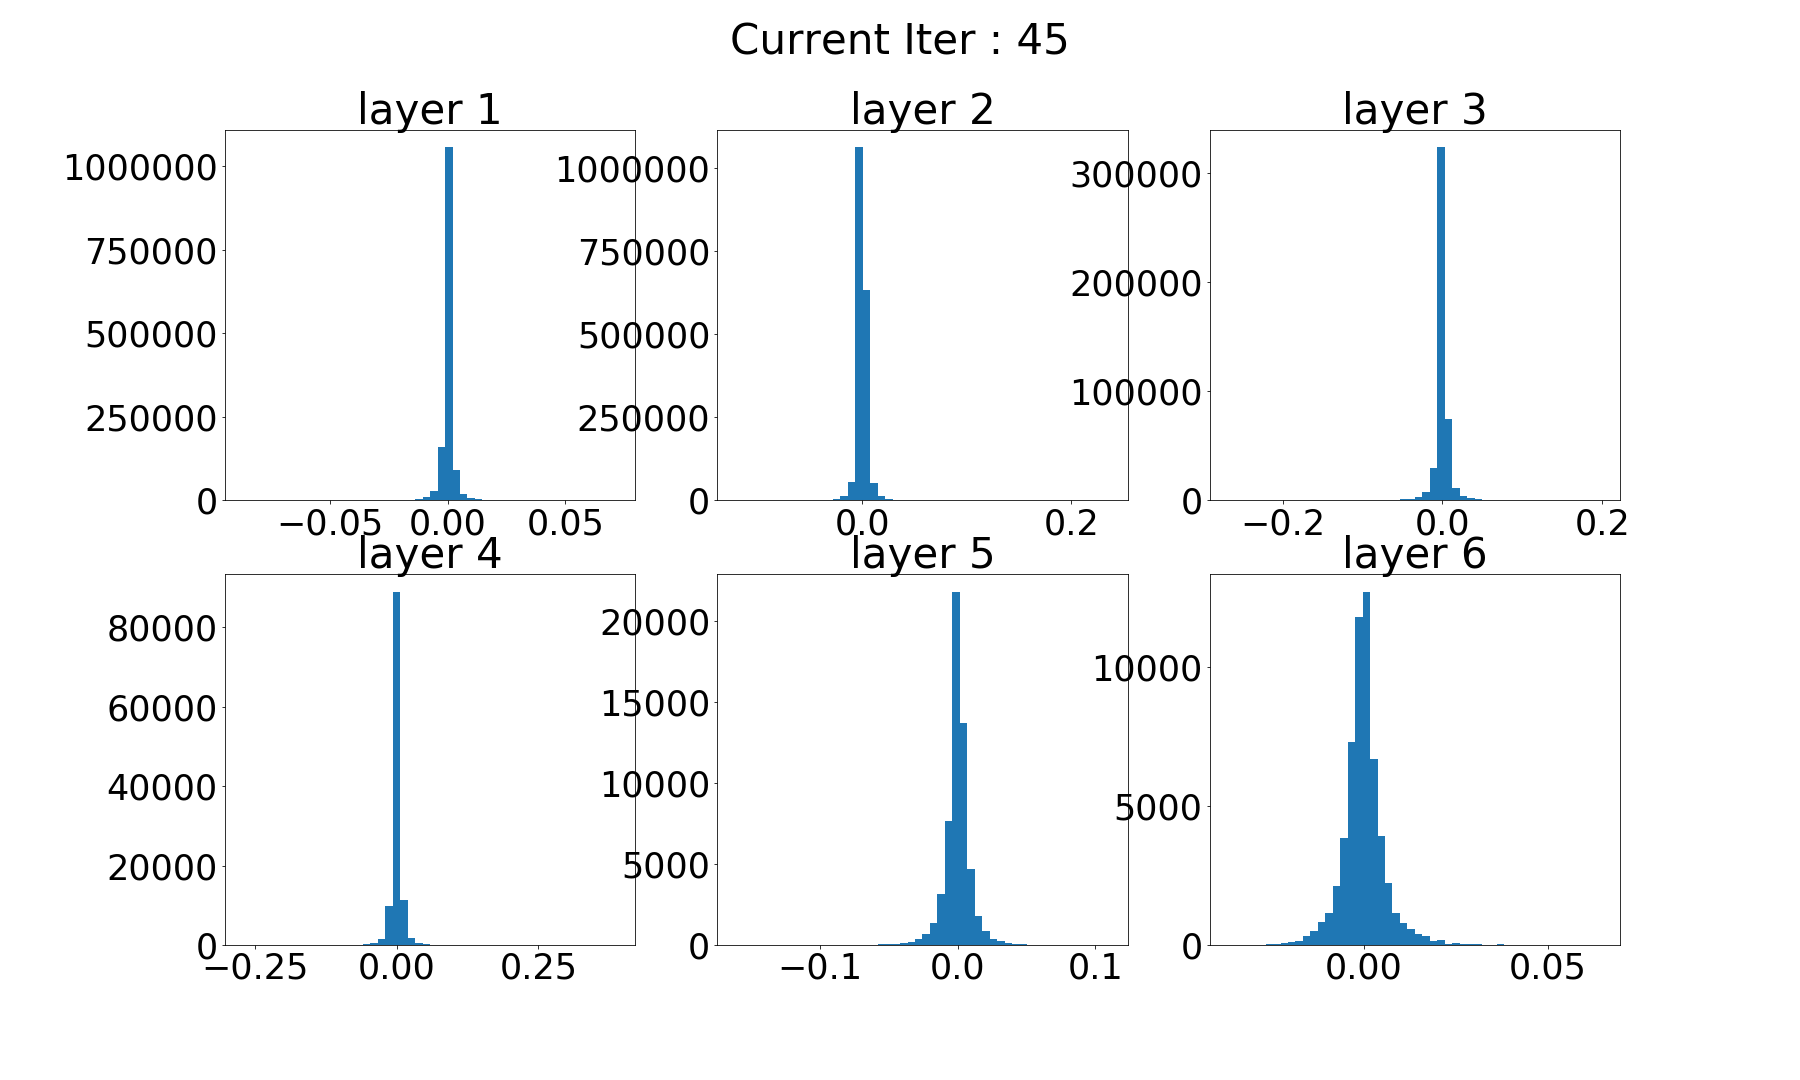 Current Iter : 45
layer 1
1000000
750000
500000
250000
0
−0.05 0.00 0.05
layer 2
1000000
750000
500000
250000
0
0.0 0.2
layer 3
300000
200000
100000
0
−0.2 0.0 0.2
layer 4
80000
60000
40000
20000
0
−0.25 0.00 0.25
layer 5
20000
15000
10000
5000
0
−0.1 0.0 0.1
layer 6
10000
5000
0
0.00 0.05